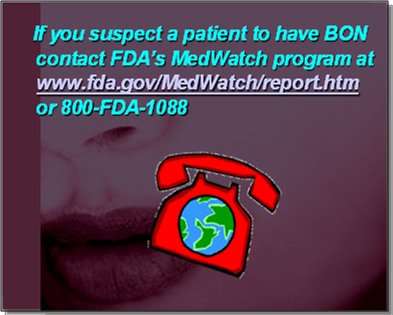 If you suspect a patient to have BON
contact FDA's MedWatch program at
www.fda.gov/MedWatch/report.htm
or 800-FDA-1088